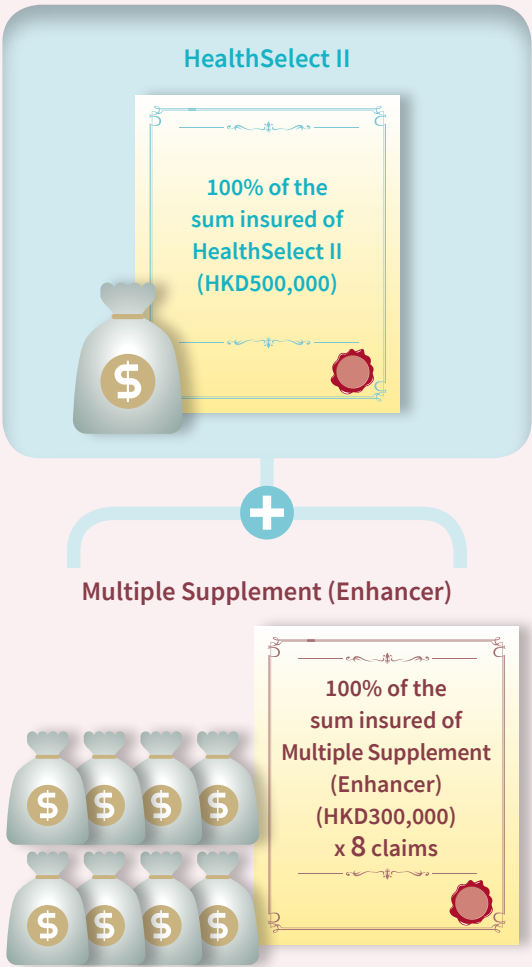 HealthSelect II
100% of the
sum insured of
HealthSelect II
(HKD500,000)
$
Multiple Supplement (Enhancer)
100% of the
sum insured of
Multiple Supplement
(Enhancer)
(HKD300,000)
x 8 claims
$ $ $ $
$ $ $ $